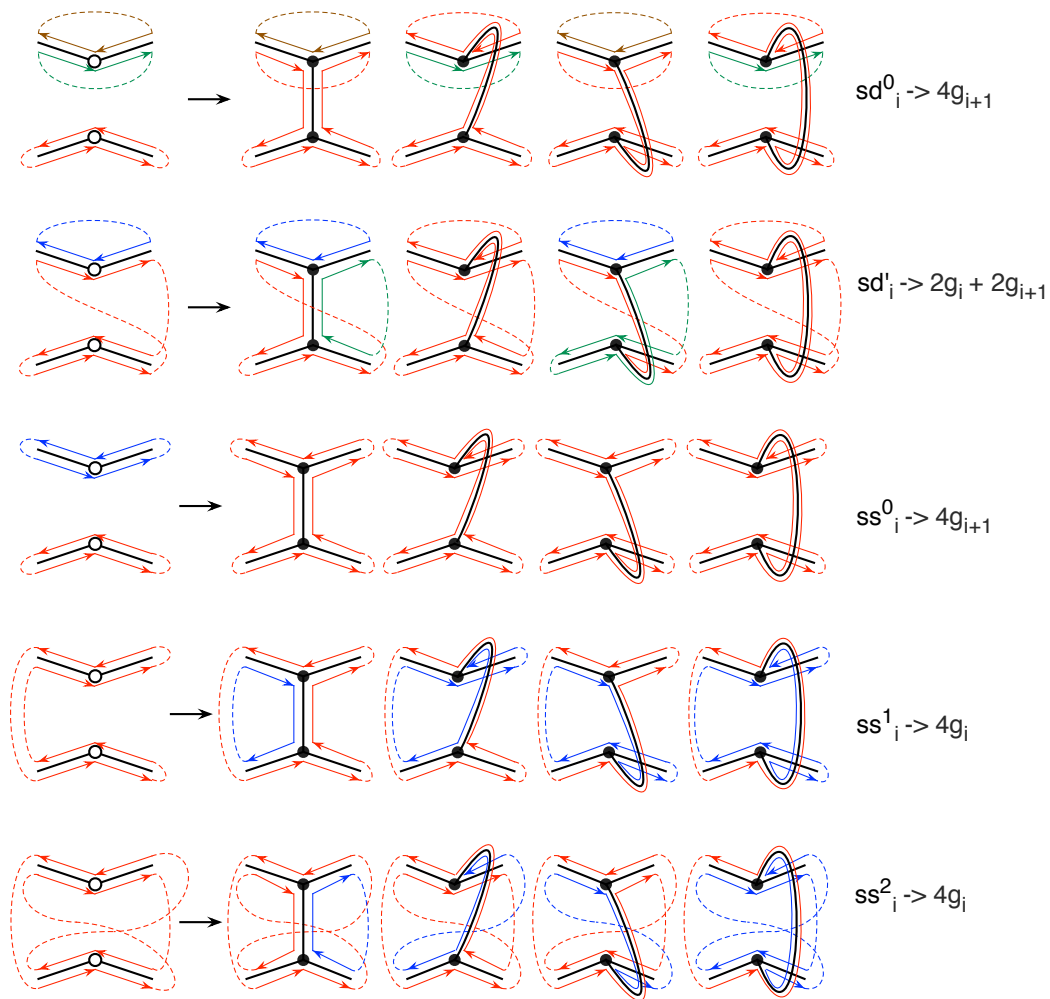 sd⁰ᵢ -> 4gᵢ₊₁
sd'ᵢ -> 2gᵢ + 2gᵢ₊₁
ss⁰ᵢ -> 4gᵢ₊₁
ss¹ᵢ -> 4gᵢ
ss²ᵢ -> 4gᵢ